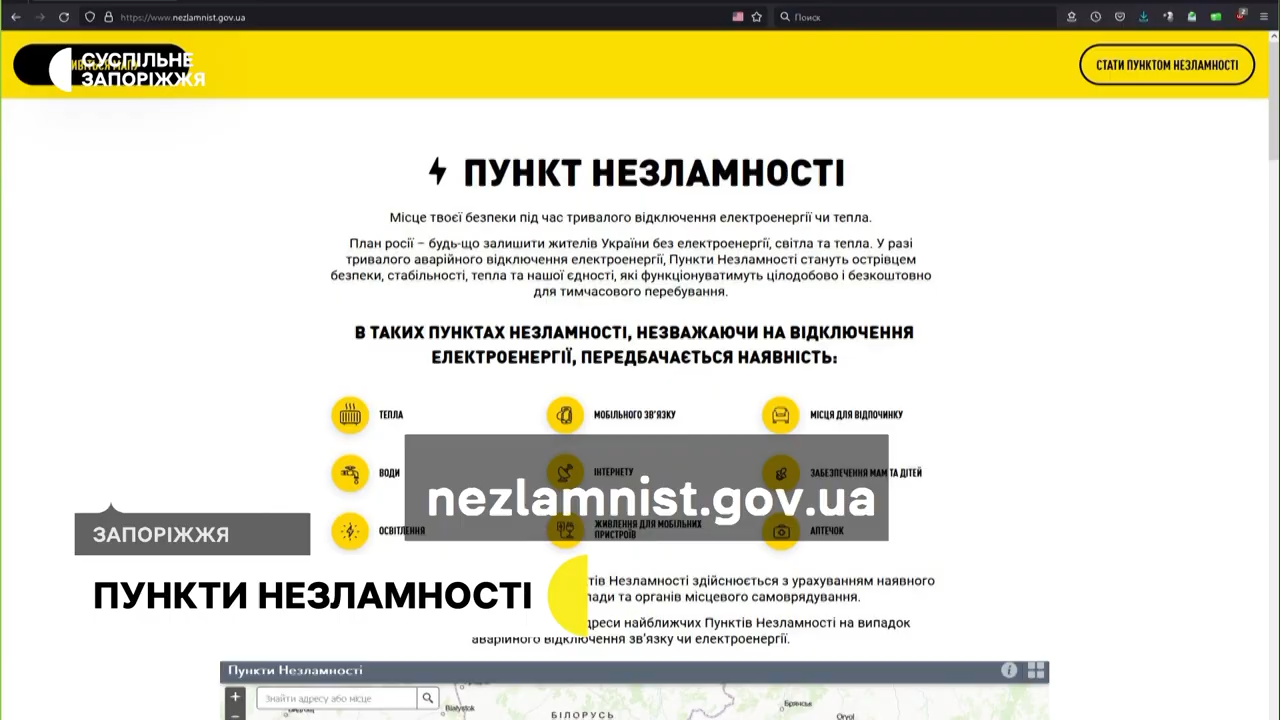 https://www.nezlamnist.gov.ua
Поиск
СУСПІЛЬНЕ
ЗАПОРІЖЖЯ
СТАТИ ПУНКТОМ НЕЗЛАМНОСТІ
ПУНКТ НЕЗЛАМНОСТІ
Місце твоєї безпеки під час тривалого відключення електроенергії чи тепла.
План росії – будь-що залишити жителів України без електроенергії, світла та тепла. У разі
тривалого аварійного відключення електроенергії, Пункти Незламності стануть острівцем
безпеки, стабільності, тепла та нашої єдності, які функціонуватимуть цілодобово і безкоштовно
для тимчасового перебування.
В ТАКИХ ПУНКТАХ НЕЗЛАМНОСТІ, НЕЗВАЖАЮЧИ НА ВІДКЛЮЧЕННЯ
ЕЛЕКТРОЕНЕРГІЇ, ПЕРЕДБАЧАЄТЬСЯ НАЯВНІСТЬ:
ТЕПЛА
МОБІЛЬНОГО ЗВ'ЯЗКУ
МІСЦЯ ДЛЯ ВІДПОЧИНКУ
ВОДИ
ІНТЕРНЕТУ
ЗАБЕЗПЕЧЕННЯ МАМ ТА ДІТЕЙ
nezlamnist.gov.ua
ОСВІТЛЕННЯ
ЖИВЛЕННЯ ДЛЯ МОБІЛЬНИХ
ПРИСТРОЇВ
АПТЕЧОК
ЗАПОРІЖЖЯ
ПУНКТИ НЕЗЛАМНОСТІ
Незламності здійснюється з урахуванням наявного
та органів місцевого самоврядування.
найближчих Пунктів Незламності на випадок
аварійного відключення зв'язку чи електроенергії.
Пункти Незламності
Знайти адресу або місце
Białystok
БІЛОРУСЬ
Брянськ
Oryol